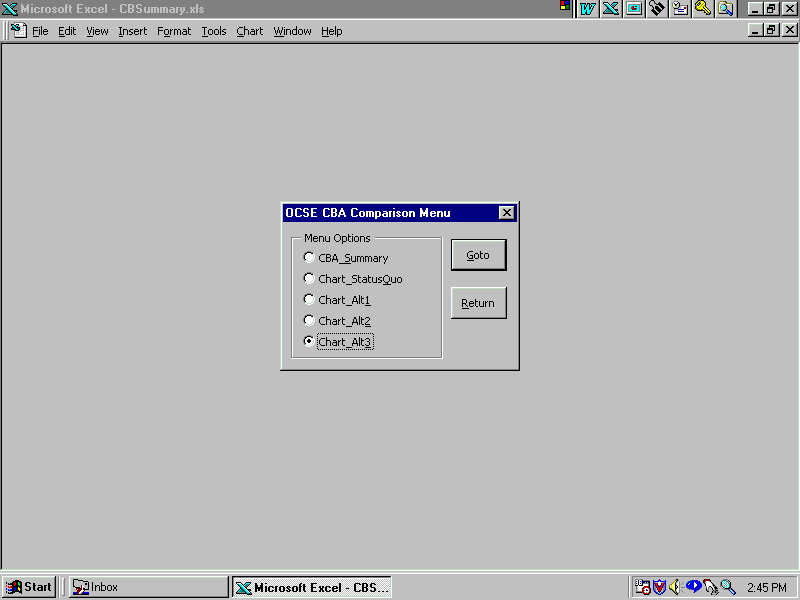 Microsoft Excel - CBSummary.xls
File Edit View Insert Format Tools Chart Window Help
OCSE CBA Comparison Menu
Menu Options
CBA_Summary
Chart_StatusQuo
Chart_Alt1
Chart_Alt2
Chart_Alt3
Goto
Return
Start Inbox Microsoft Excel - CBS... 2:45 PM